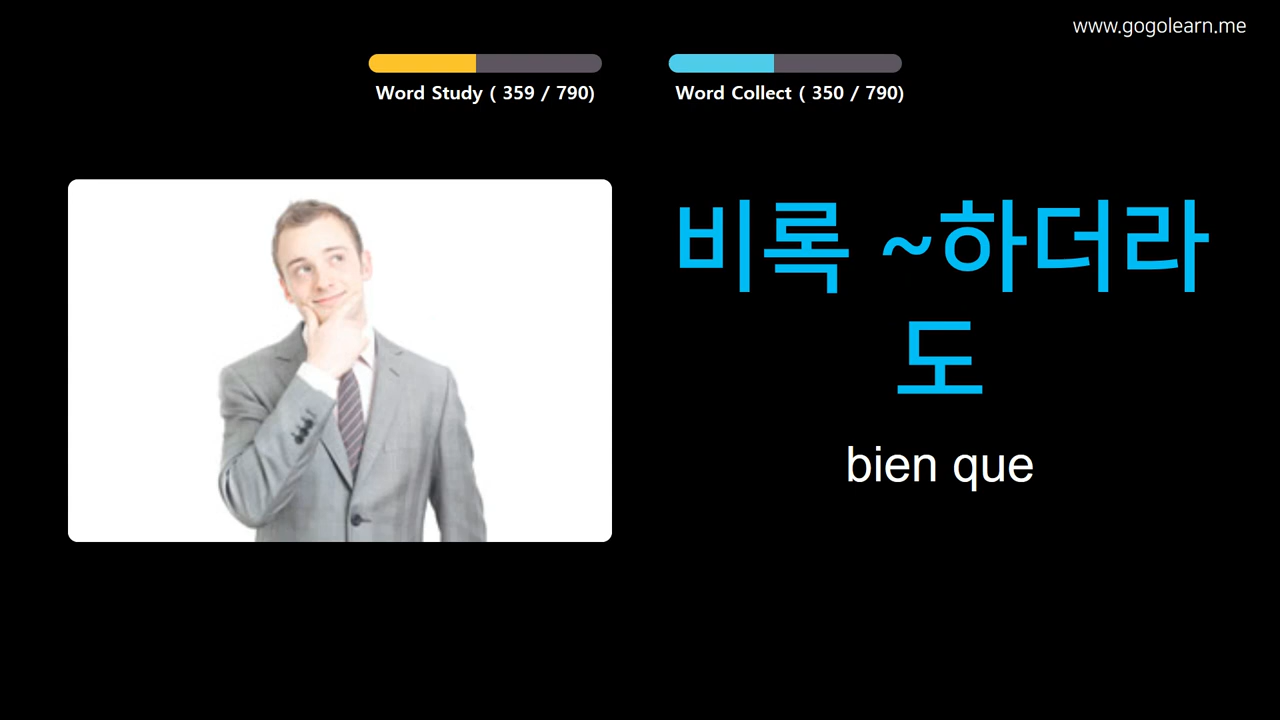 www.gogolearn.me
Word Study ( 359 / 790)
Word Collect ( 350 / 790)
비록 ~하더라
도
bien que